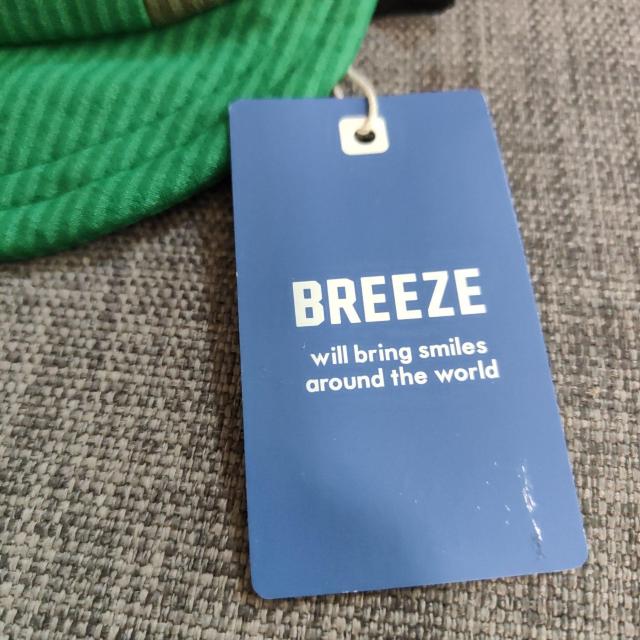 BREEZE
will bring smiles
around the world